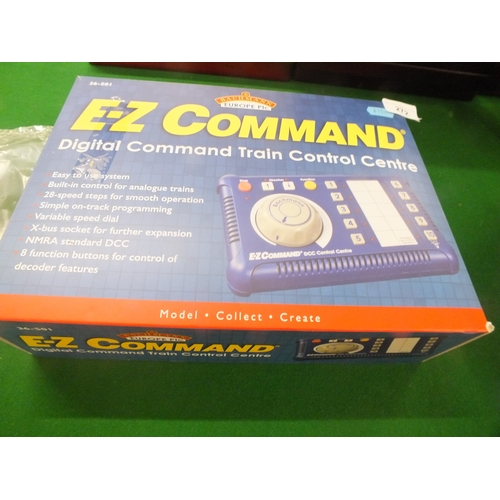 36-501
BACHMANN
EUROPE Plc
E-Z COMMAND®
Digital Command Train Control Centre
Easy to use system
Built-in control for analogue trains
28-speed steps for smooth operation
Simple on-track programming
Variable speed dial
X-bus socket for further expansion
NMRA standard DCC
8 function buttons for control of
decoder features
E-Z COMMAND®
DCC Control Centre
Model • Collect • Create
36-501
EUROPE Plc
E-Z COMMAND®
Digital Command Train Control Centre